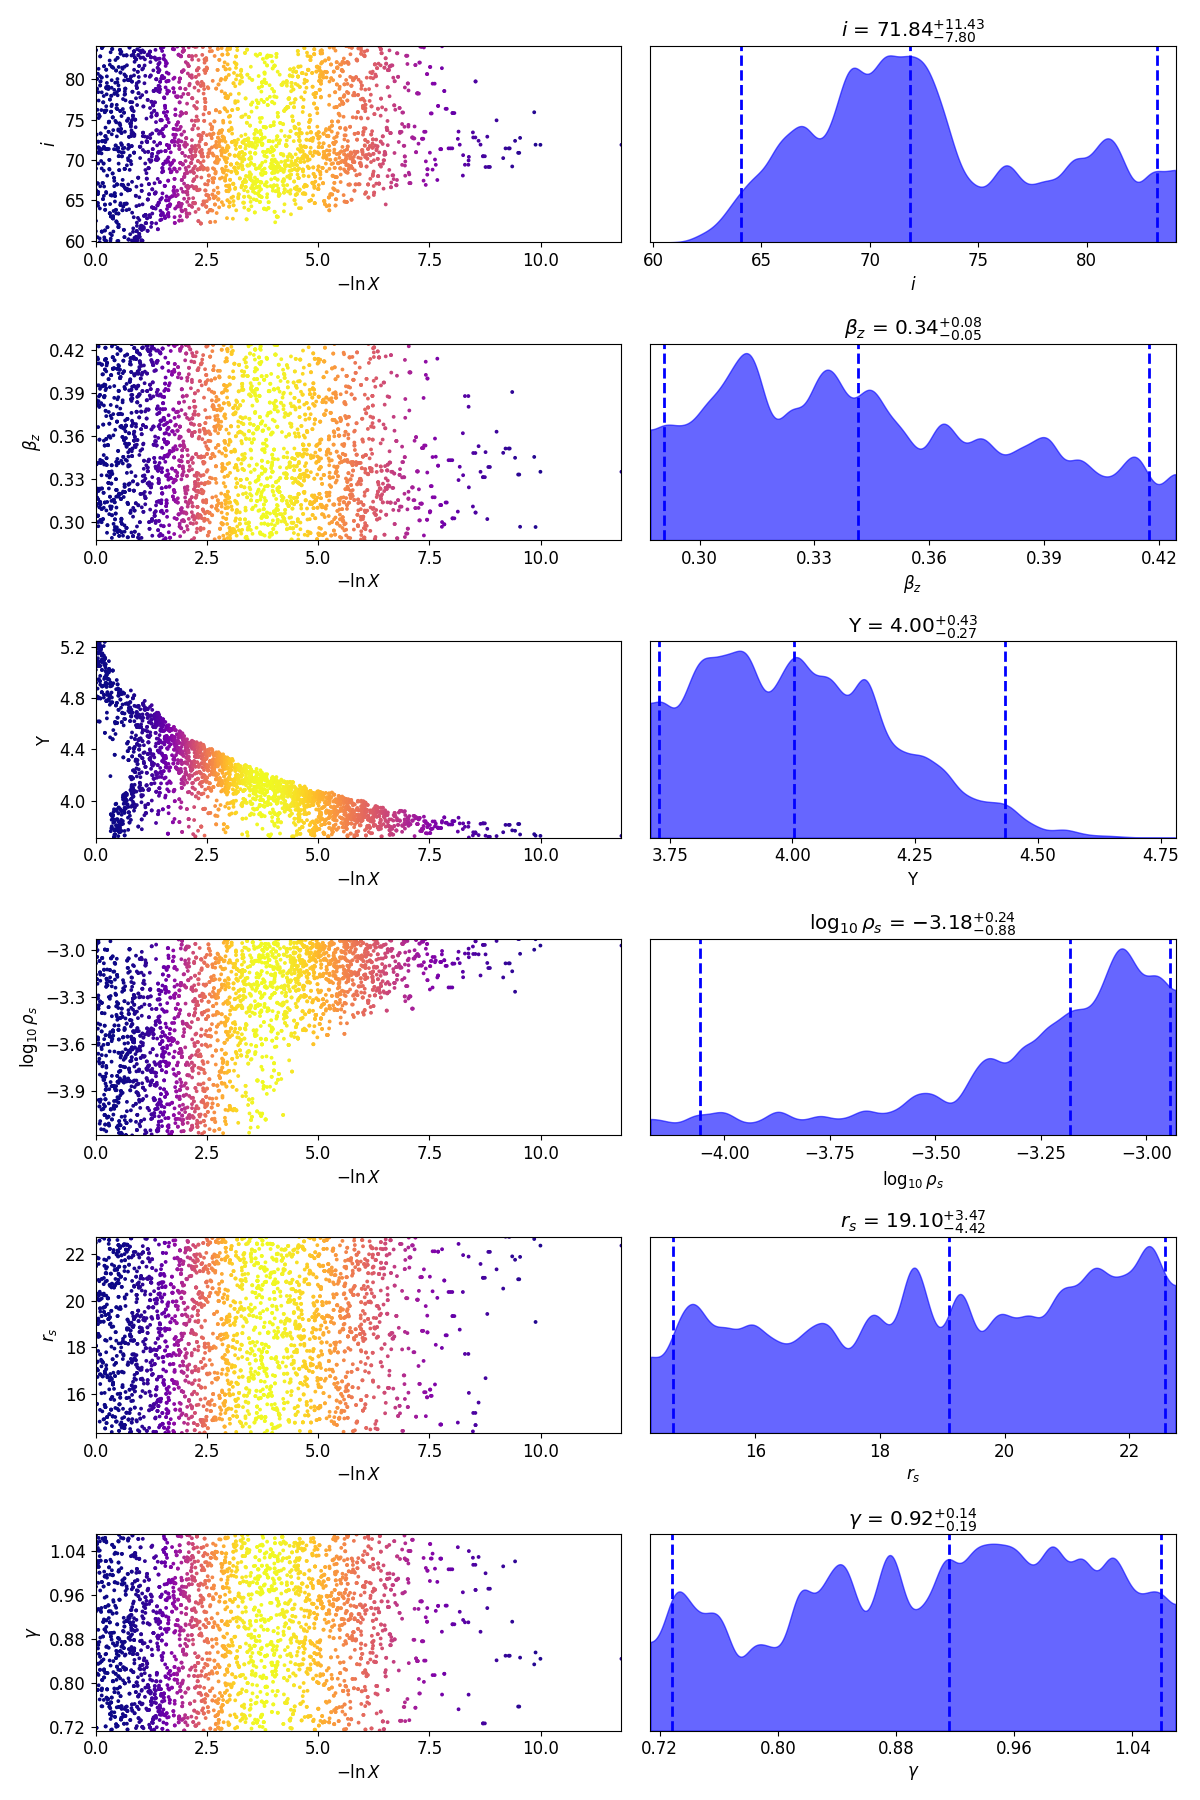 i = 71.84^{+11.43}_{-7.80}
80
75
70
65
60
i
0.0 2.5 5.0 7.5 10.0
−ln X
60 65 70 75 80
i
β_z = 0.34^{+0.08}_{-0.05}
0.42
0.39
0.36
0.33
0.30
β_z
0.0 2.5 5.0 7.5 10.0
−ln X
0.30 0.33 0.36 0.39 0.42
β_z
Y = 4.00^{+0.43}_{-0.27}
5.2
4.8
4.4
4.0
Y
0.0 2.5 5.0 7.5 10.0
−ln X
3.75 4.00 4.25 4.50 4.75
Y
log_{10} ρ_s = −3.18^{+0.24}_{-0.88}
−3.0
−3.3
−3.6
−3.9
log_{10} ρ_s
0.0 2.5 5.0 7.5 10.0
−ln X
−4.00 −3.75 −3.50 −3.25 −3.00
log_{10} ρ_s
r_s = 19.10^{+3.47}_{-4.42}
22
20
18
16
r_s
0.0 2.5 5.0 7.5 10.0
−ln X
16 18 20 22
r_s
γ = 0.92^{+0.14}_{-0.19}
1.04
0.96
0.88
0.80
0.72
γ
0.0 2.5 5.0 7.5 10.0
−ln X
0.72 0.80 0.88 0.96 1.04
γ